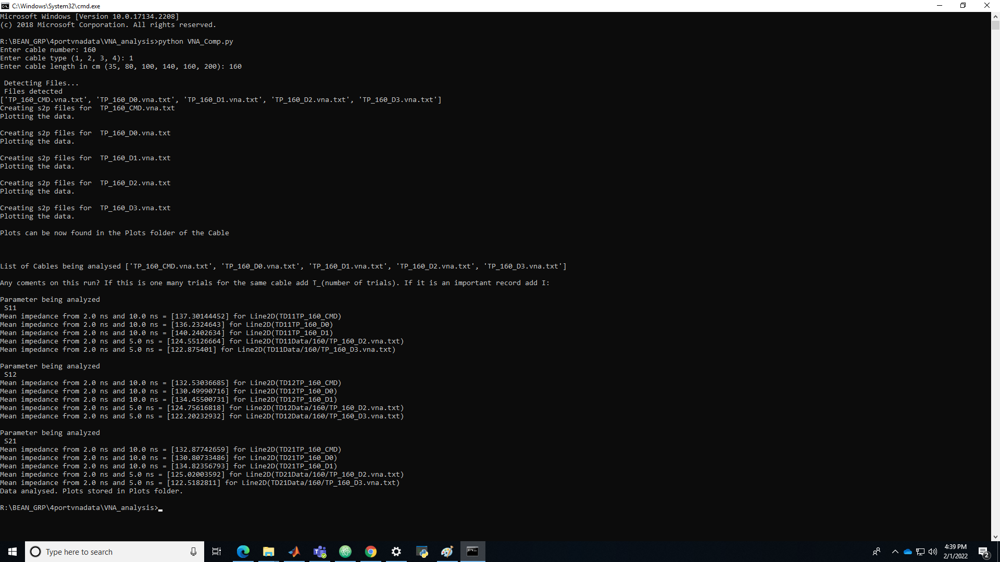 C:\Windows\System32\cmd.exe
Microsoft Windows [Version 10.0.17134.2208]
(c) 2018 Microsoft Corporation. All rights reserved.
R:\BEAN_GRP\4portvnadata\VNA_analysis>python VNA_Comp.py
Enter cable number: 160
Enter cable type (1, 2, 3, 4): 1
Enter cable length in cm (35, 80, 100, 140, 160, 200): 160
Detecting Files...
Files detected
['TP_160_CMD.vna.txt', 'TP_160_D0.vna.txt', 'TP_160_D1.vna.txt', 'TP_160_D2.vna.txt', 'TP_160_D3.vna.txt']
Creating s2p files for  TP_160_CMD.vna.txt
Plotting the data.
Creating s2p files for  TP_160_D0.vna.txt
Plotting the data.
Creating s2p files for  TP_160_D1.vna.txt
Plotting the data.
Creating s2p files for  TP_160_D2.vna.txt
Plotting the data.
Creating s2p files for  TP_160_D3.vna.txt
Plotting the data.
Plots can be now found in the Plots folder of the Cable
List of Cables being analysed ['TP_160_CMD.vna.txt', 'TP_160_D0.vna.txt', 'TP_160_D1.vna.txt', 'TP_160_D2.vna.txt', 'TP_160_D3.vna.txt']
Any coments on this run? If this is one many trials for the same cable add T_(number of trials). If it is an important record add I:
Parameter being analyzed
S11
Mean impedance from 2.0 ns and 10.0 ns = [137.30144452] for Line2D(TD11TP_160_CMD)
Mean impedance from 2.0 ns and 10.0 ns = [136.2324643] for Line2D(TD11TP_160_D0)
Mean impedance from 2.0 ns and 10.0 ns = [140.2402634] for Line2D(TD11TP_160_D1)
Mean impedance from 2.0 ns and 5.0 ns = [124.55126664] for Line2D(TD11Data/160/TP_160_D2.vna.txt)
Mean impedance from 2.0 ns and 5.0 ns = [122.875401] for Line2D(TD11Data/160/TP_160_D3.vna.txt)
Parameter being analyzed
S12
Mean impedance from 2.0 ns and 10.0 ns = [132.53036685] for Line2D(TD12TP_160_CMD)
Mean impedance from 2.0 ns and 10.0 ns = [130.49990716] for Line2D(TD12TP_160_D0)
Mean impedance from 2.0 ns and 10.0 ns = [134.45500731] for Line2D(TD12TP_160_D1)
Mean impedance from 2.0 ns and 5.0 ns = [124.75616818] for Line2D(TD12Data/160/TP_160_D2.vna.txt)
Mean impedance from 2.0 ns and 5.0 ns = [122.20232932] for Line2D(TD12Data/160/TP_160_D3.vna.txt)
Parameter being analyzed
S21
Mean impedance from 2.0 ns and 10.0 ns = [132.87742659] for Line2D(TD21TP_160_CMD)
Mean impedance from 2.0 ns and 10.0 ns = [130.80733486] for Line2D(TD21TP_160_D0)
Mean impedance from 2.0 ns and 10.0 ns = [134.82356793] for Line2D(TD21TP_160_D1)
Mean impedance from 2.0 ns and 5.0 ns = [125.02003592] for Line2D(TD21Data/160/TP_160_D2.vna.txt)
Mean impedance from 2.0 ns and 5.0 ns = [122.5182811] for Line2D(TD21Data/160/TP_160_D3.vna.txt)
Data analysed. Plots stored in Plots folder.
R:\BEAN_GRP\4portvnadata\VNA_analysis>
Type here to search
4:39 PM
2/1/2022
2